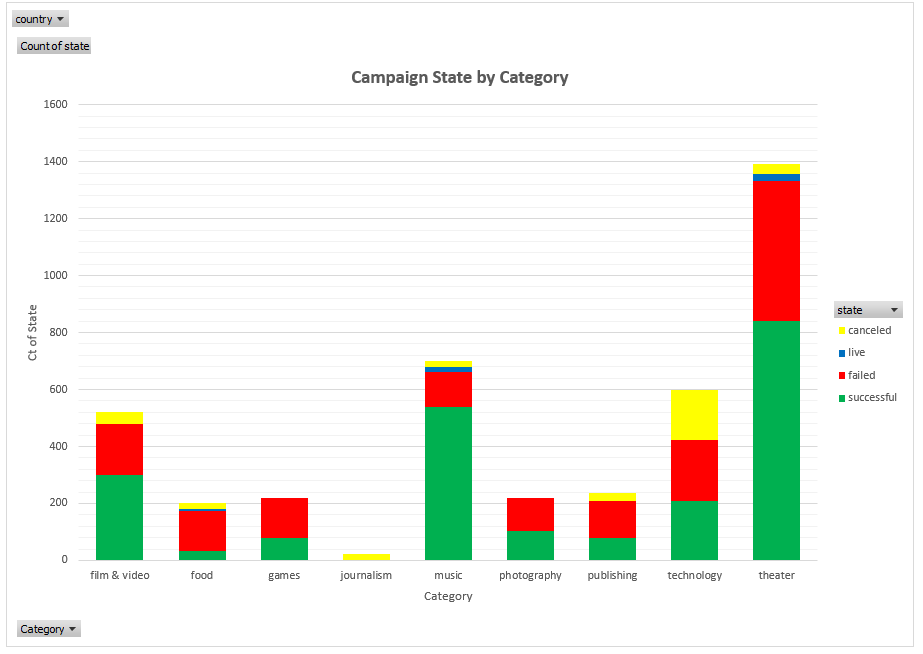 country
Count of state
Campaign State by Category
1600
1400
1200
1000
800
600
400
200
0
Ct of State
film & video food games journalism music photography publishing technology theater
Category
state
canceled
live
failed
successful
Category